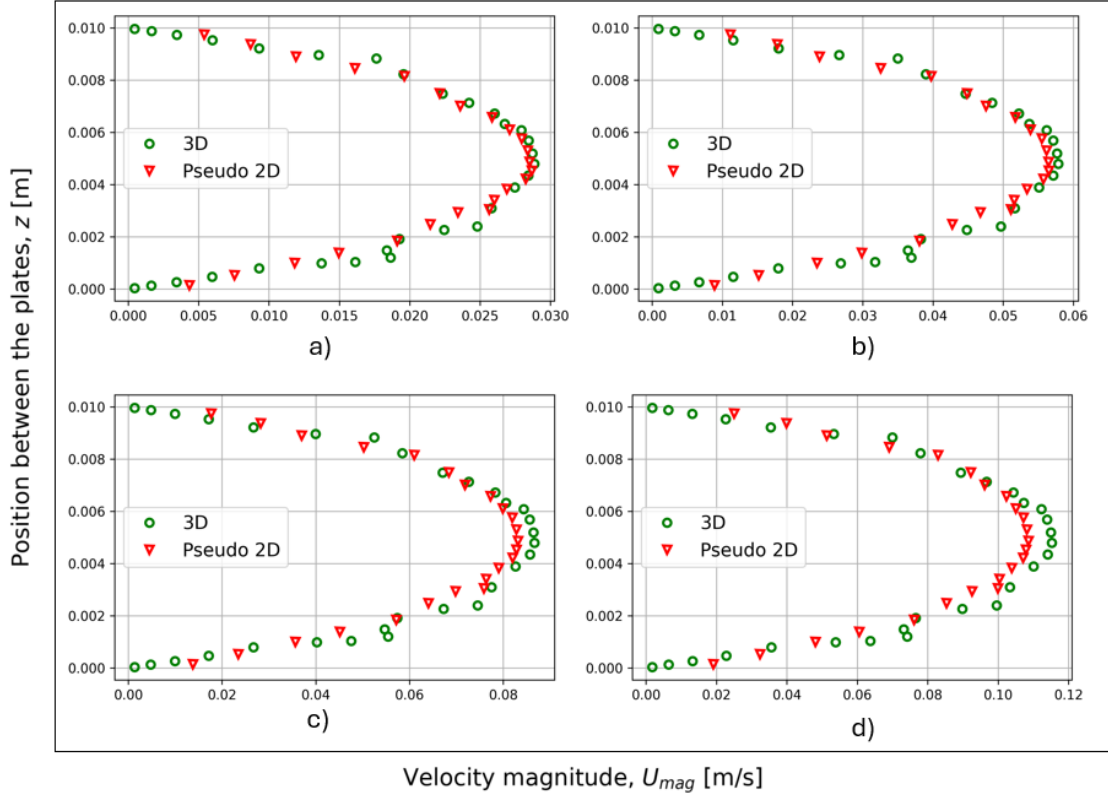 Position between the plates, z [m]
0.010
0.008
0.006
0.004
0.002
0.000
3D
Pseudo 2D
0.000 0.005 0.010 0.015 0.020 0.025 0.030
a)
0.010
0.008
0.006
0.004
0.002
0.000
3D
Pseudo 2D
0.00 0.01 0.02 0.03 0.04 0.05 0.06
b)
0.010
0.008
0.006
0.004
0.002
0.000
3D
Pseudo 2D
0.00 0.02 0.04 0.06 0.08
c)
0.010
0.008
0.006
0.004
0.002
0.000
3D
Pseudo 2D
0.00 0.02 0.04 0.06 0.08 0.10 0.12
d)
Velocity magnitude, U_mag [m/s]